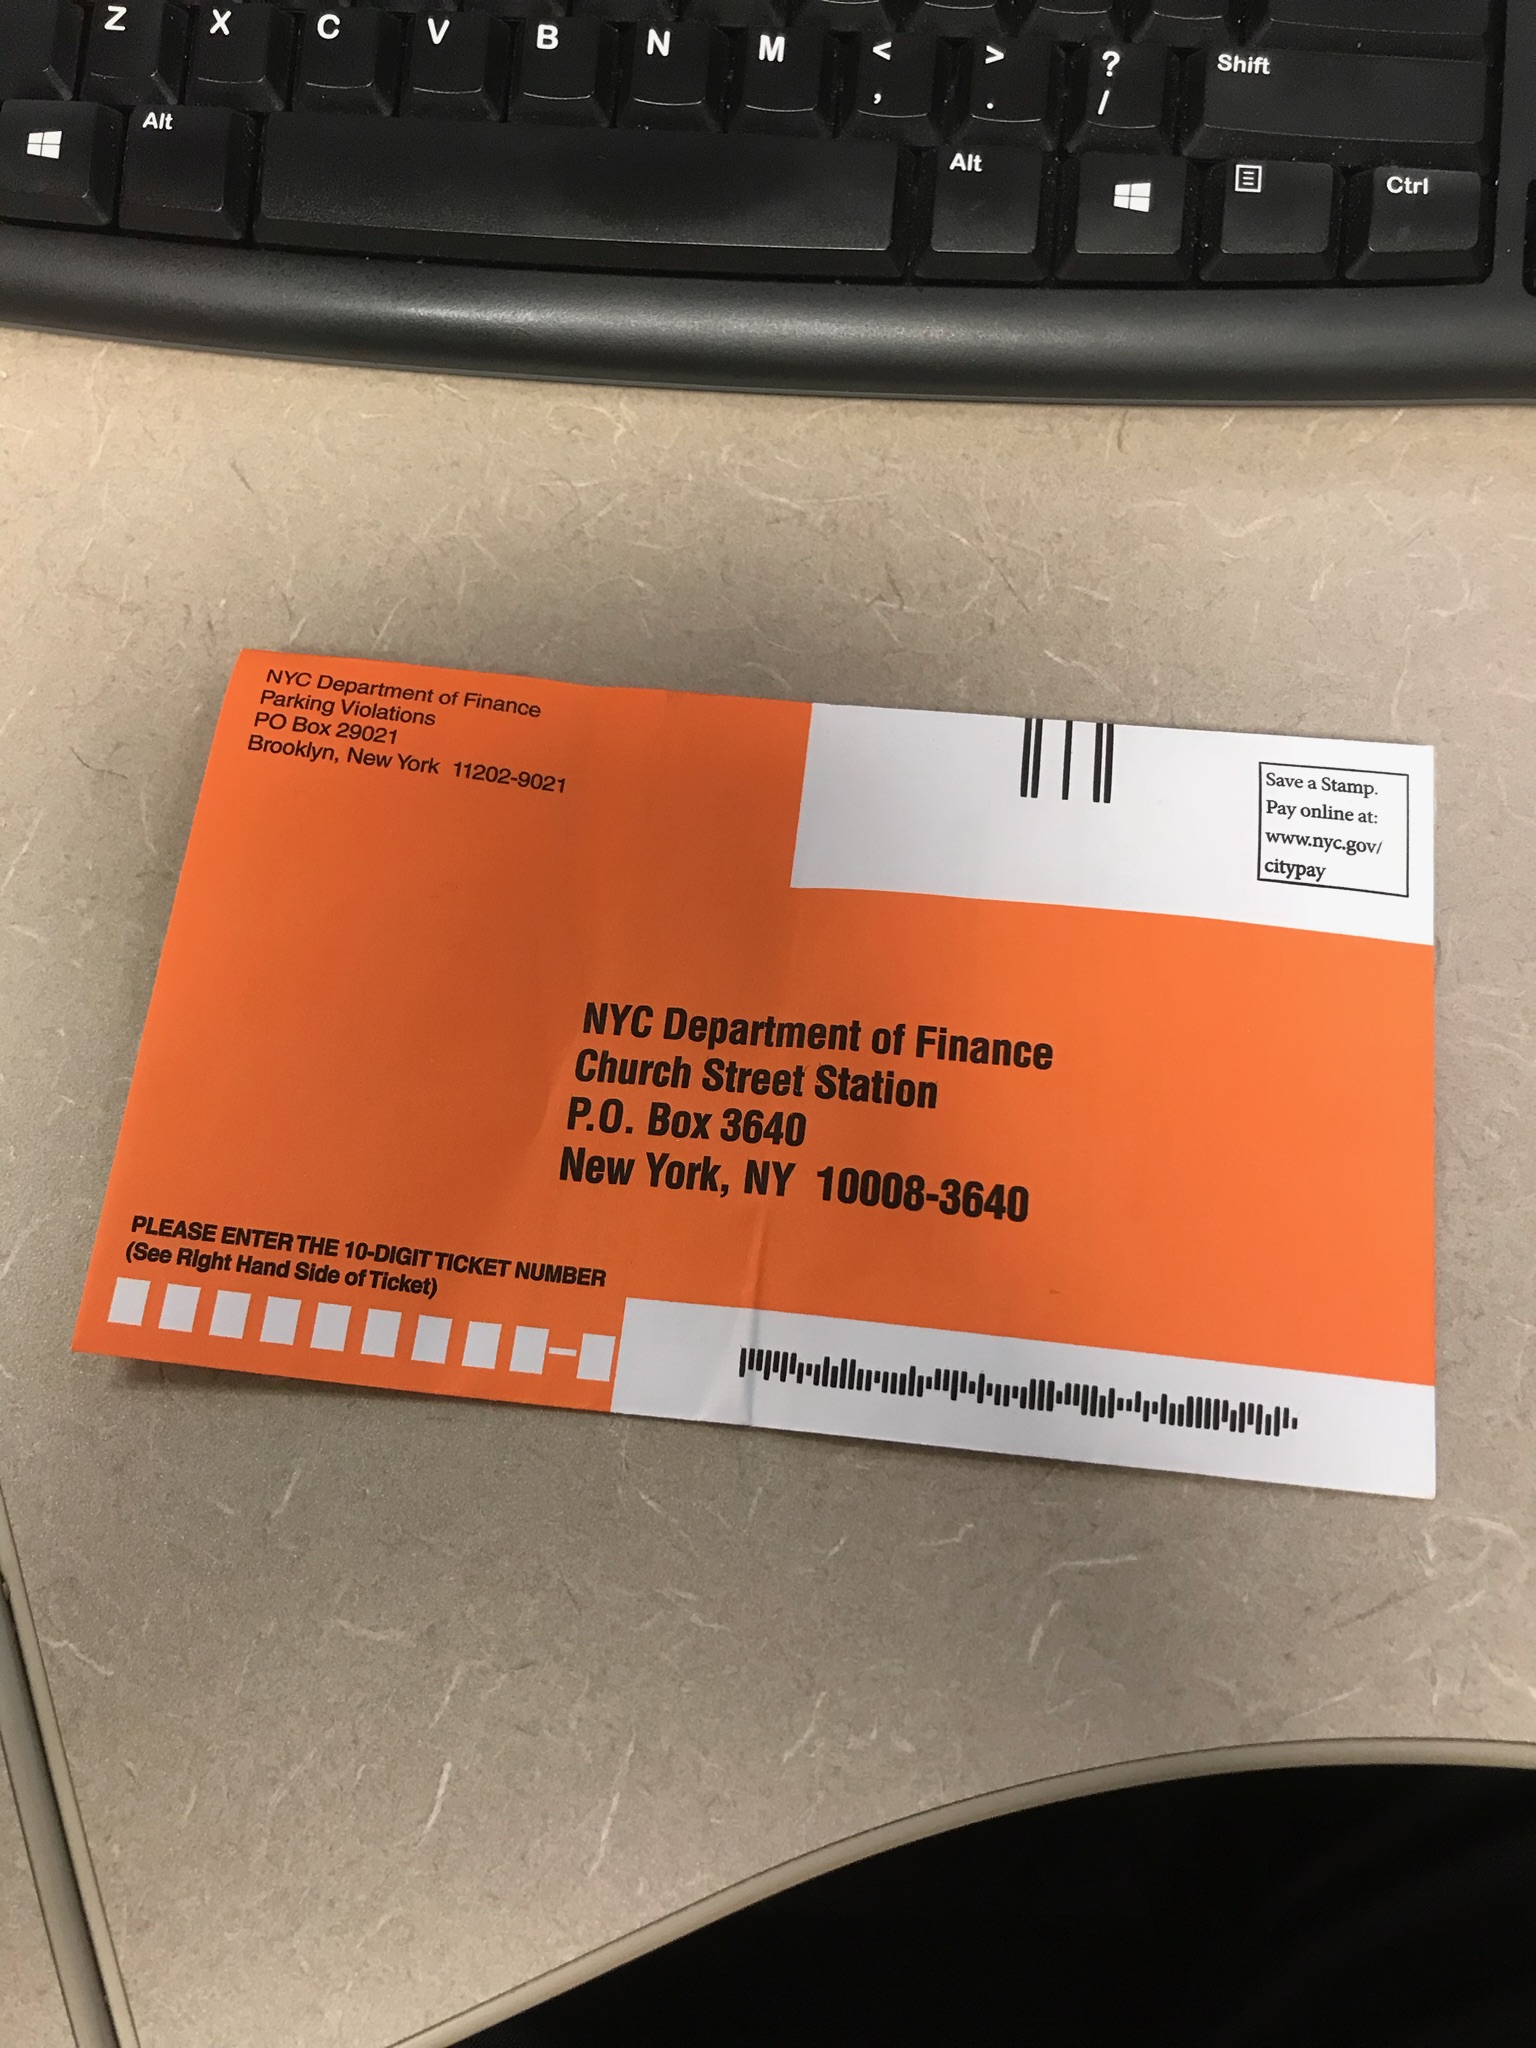 Z X C V B N M < , > . ? / Shift
Alt Alt Ctrl
NYC Department of Finance
Parking Violations
PO Box 29021
Brooklyn, New York 11202-9021
Save a Stamp.
Pay online at:
www.nyc.gov/
citypay
NYC Department of Finance
Church Street Station
P.O. Box 3640
New York, NY 10008-3640
PLEASE ENTER THE 10-DIGIT TICKET NUMBER
(See Right Hand Side of Ticket)